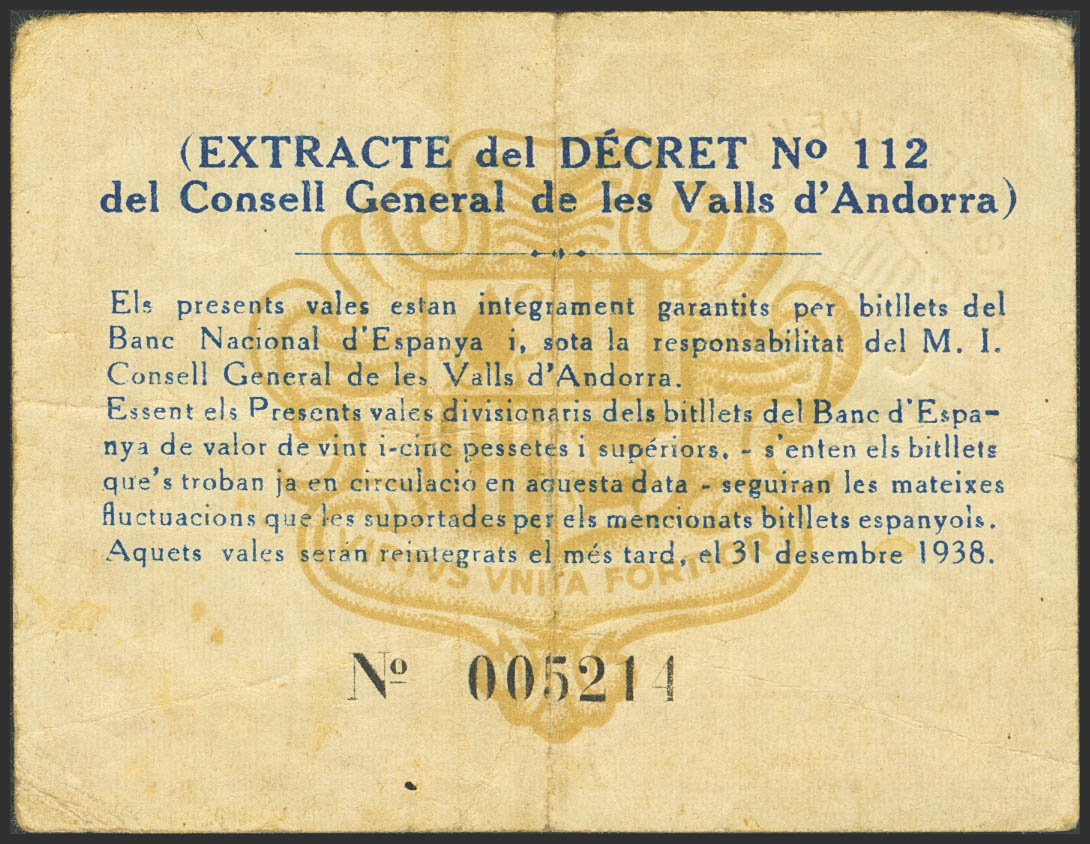 (EXTRACTE del DÉCRET Nº 112
del Consell General de les Valls d'Andorra)
Els presents vales estan integrament garantits per bitllets del
Banc Nacional d'Espanya i, sota la responsabilitat del M. I.
Consell General de les Valls d'Andorra.
Essent els Presents vales divisionaris dels bitllets del Banc d'Espa-
nya de valor de vint i-cinc pessetes i supériors. - s'enten els bitllets
que's troban ja en circulació en aquesta data - seguiran les mateixes
fluctuacions que les suportades per els mencionats bitllets espanyols.
Aquets vales serán reintegrats el més tard, el 31 desembre 1938.
VIRTVS VNITA FORTIOR
Nº 005214